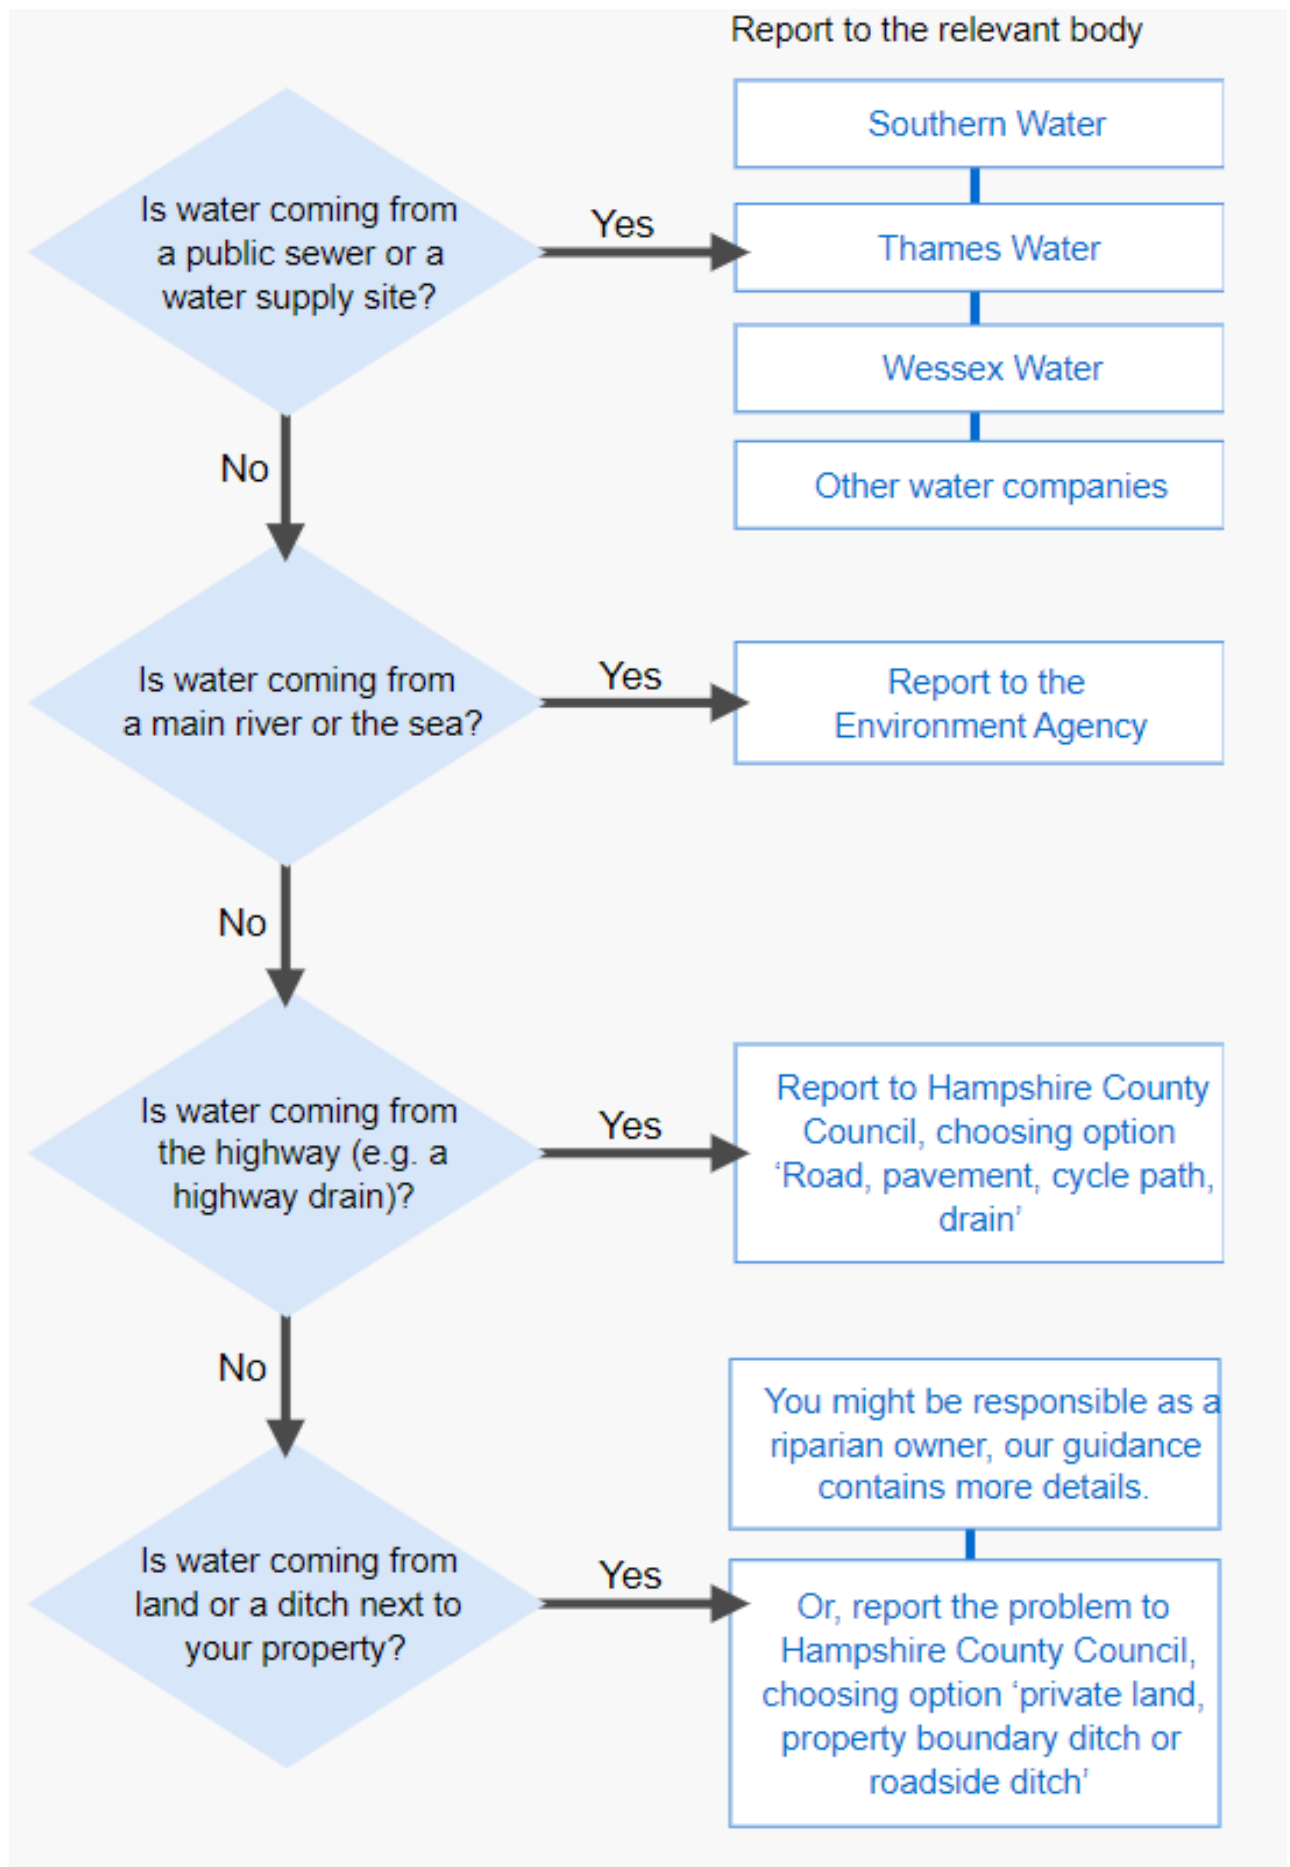 Report to the relevant body
Is water coming from
a public sewer or a
water supply site?
Yes
Southern Water
Thames Water
Wessex Water
Other water companies
No
Is water coming from
a main river or the sea?
Yes
Report to the
Environment Agency
No
Is water coming from
the highway (e.g. a
highway drain)?
Yes
Report to Hampshire County
Council, choosing option
‘Road, pavement, cycle path,
drain’
No
Is water coming from
land or a ditch next to
your property?
Yes
You might be responsible as a
riparian owner, our guidance
contains more details.
Or, report the problem to
Hampshire County Council,
choosing option ‘private land,
property boundary ditch or
roadside ditch’